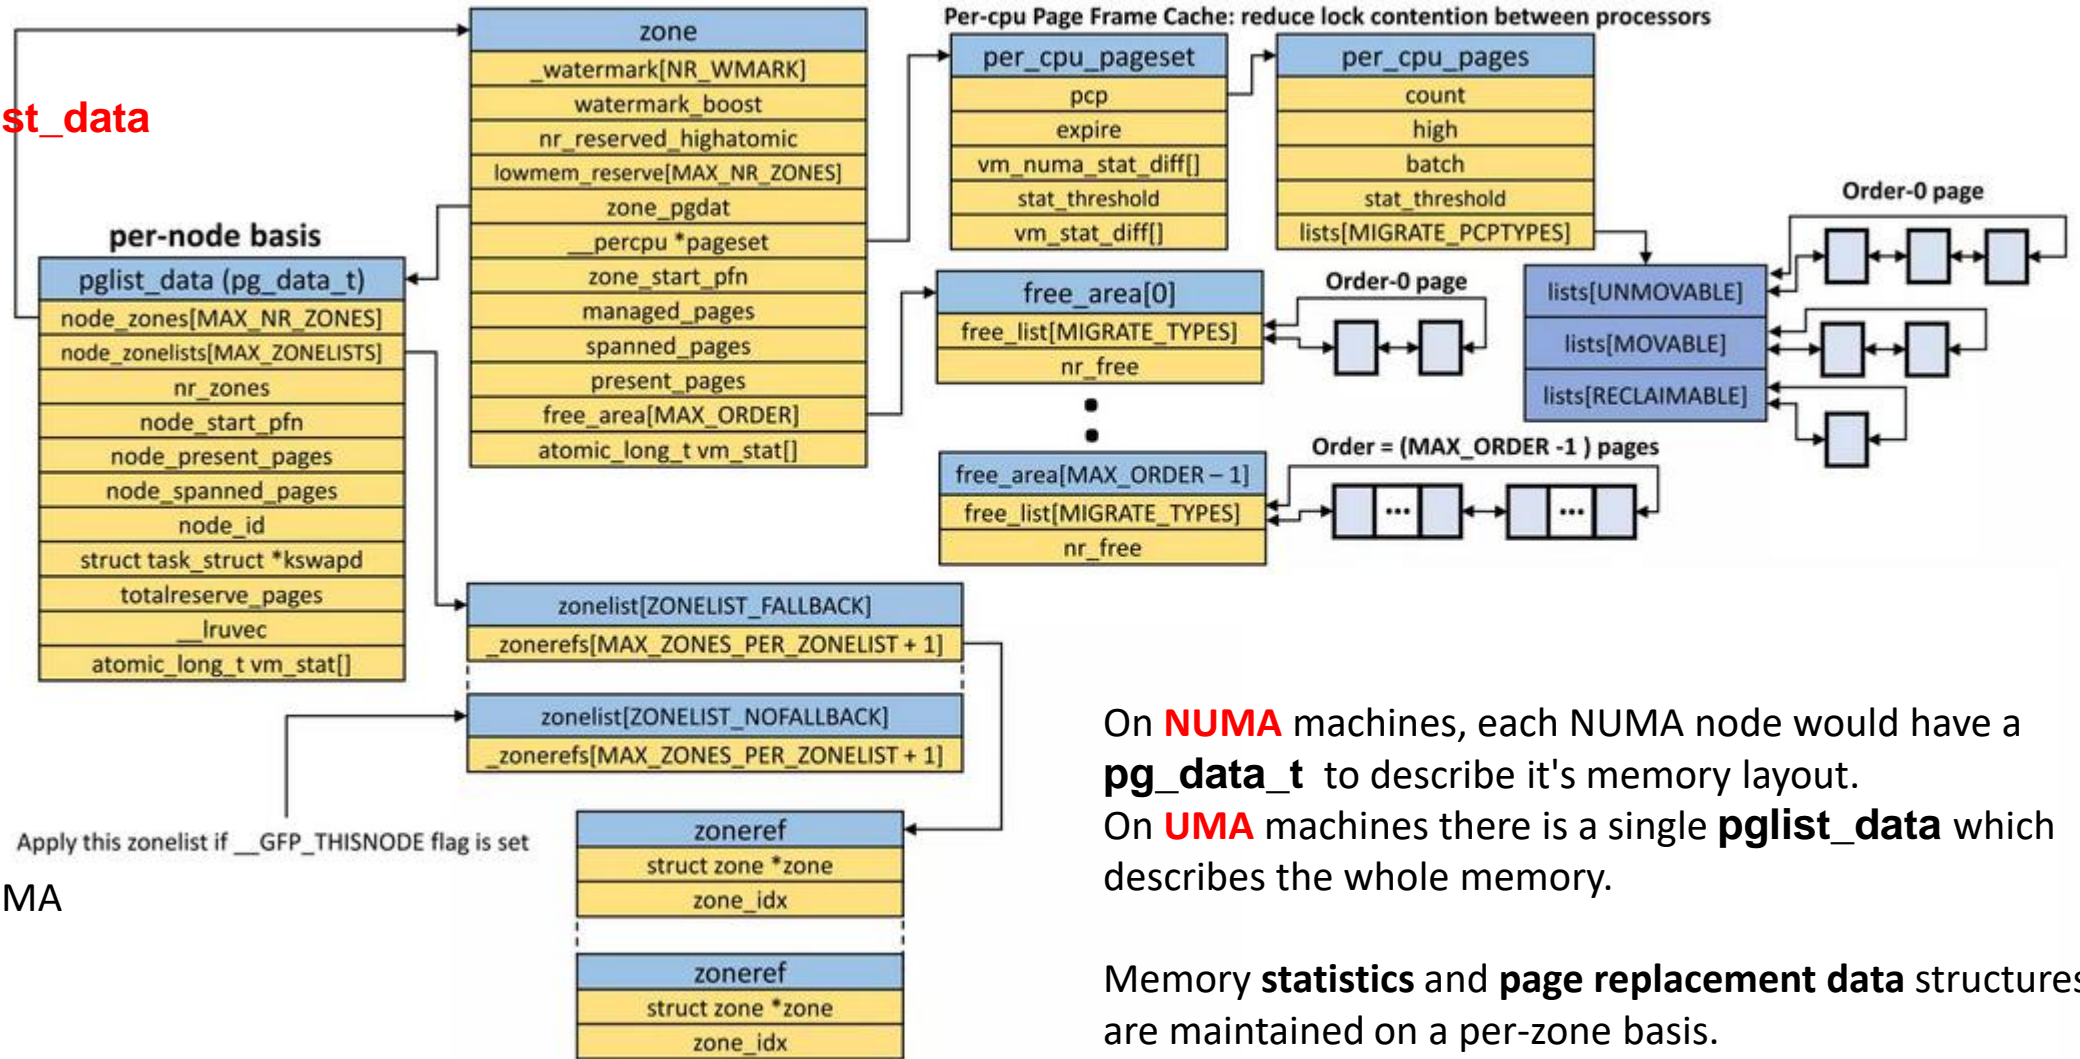 Per-cpu Page Frame Cache: reduce lock contention between processors
zone
_watermark[NR_WMARK]
watermark_boost
nr_reserved_highatomic
lowmem_reserve[MAX_NR_ZONES]
zone_pgdat
__percpu *pageset
zone_start_pfn
managed_pages
spanned_pages
present_pages
free_area[MAX_ORDER]
atomic_long_t vm_stat[]
per_cpu_pageset
pcp
expire
vm_numa_stat_diff[]
stat_threshold
vm_stat_diff[]
per_cpu_pages
count
high
batch
stat_threshold
lists[MIGRATE_PCPTYPES]
st_data
per-node basis
pglist_data (pg_data_t)
node_zones[MAX_NR_ZONES]
node_zonelists[MAX_ZONELISTS]
nr_zones
node_start_pfn
node_present_pages
node_spanned_pages
node_id
struct task_struct *kswapd
totalreserve_pages
__lruvec
atomic_long_t vm_stat[]
Order-0 page
lists[UNMOVABLE]
lists[MOVABLE]
lists[RECLAIMABLE]
free_area[0]
free_list[MIGRATE_TYPES]
nr_free
Order-0 page
free_area[MAX_ORDER – 1]
free_list[MIGRATE_TYPES]
nr_free
Order = (MAX_ORDER -1 ) pages
...
...
zonelist[ZONELIST_FALLBACK]
_zonerefs[MAX_ZONES_PER_ZONELIST + 1]
zonelist[ZONELIST_NOFALLBACK]
_zonerefs[MAX_ZONES_PER_ZONELIST + 1]
Apply this zonelist if __GFP_THISNODE flag is set
MA
zoneref
struct zone *zone
zone_idx
zoneref
struct zone *zone
zone_idx
On NUMA machines, each NUMA node would have a
pg_data_t to describe it's memory layout.
On UMA machines there is a single pglist_data which
describes the whole memory.
Memory statistics and page replacement data structures
are maintained on a per-zone basis.